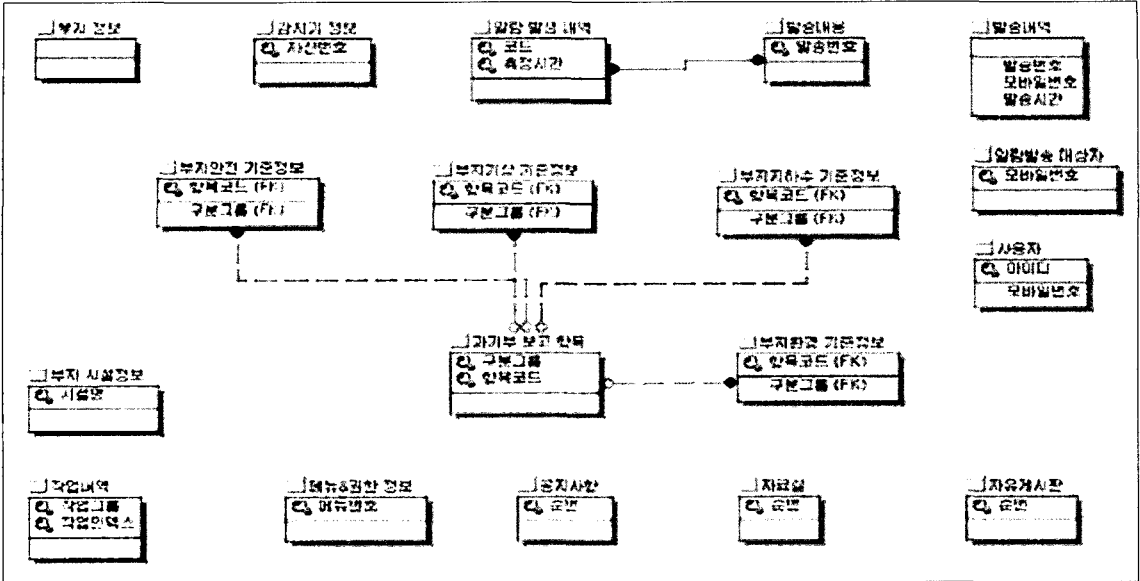 부지 정보
감지기 정보
자산번호
알람 발생 내역
코드
측정시간
발송내용
발송번호
발송내역
발송번호
모바일번호
발송시간
부지안전 기준정보
항목코드 (FK)
구분그룹 (FK)
부지기상 기준정보
항목코드 (FK)
구분그룹 (FK)
부지지하수 기준정보
항목코드 (FK)
구분그룹 (FK)
알람발송 대상자
모바일번호
사용자
아이디
모바일번호
과기부 보고 항목
구분그룹
항목코드
부지환경 기준정보
항목코드 (FK)
구분그룹 (FK)
부지 시설정보
시설명
작업내역
작업그룹
작업인덱스
메뉴&권한 정보
메뉴번호
공지사항
순번
자료실
순번
자유게시판
순번